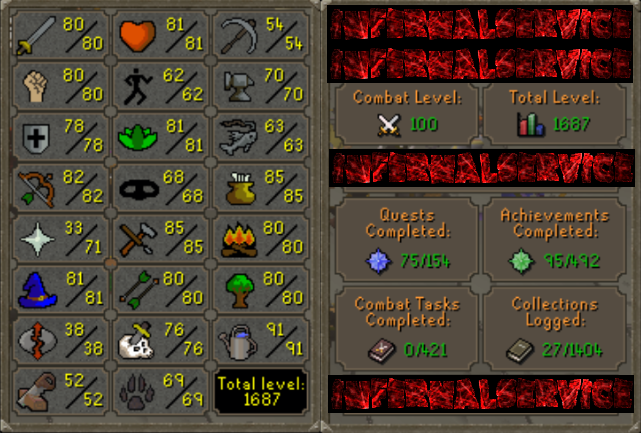 80/80 81/81 54/54
80/80 62/62 70/70
78/78 81/81 63/63
82/82 68/68 85/85
33/71 85/85 80/80
81/81 80/80 80/80
38/38 76/76 91/91
52/52 69/69 Total level: 1687
INFERNALSERVICE
INFERNALSERVICE
Combat Level: 100
Total Level: 1687
INFERNALSERVICE
Quests Completed: 75/154
Achievements Completed: 95/492
Combat Tasks Completed: 0/421
Collections Logged: 27/1404
INFERNALSERVICE